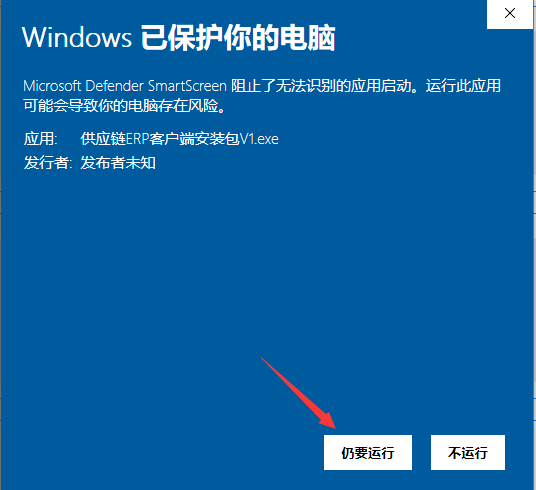 Windows 已保护你的电脑
Microsoft Defender SmartScreen 阻止了无法识别的应用启动。运行此应用
可能会导致你的电脑存在风险。
应用: 供应链ERP客户端安装包V1.exe
发行者: 发布者未知
仍要运行 不运行